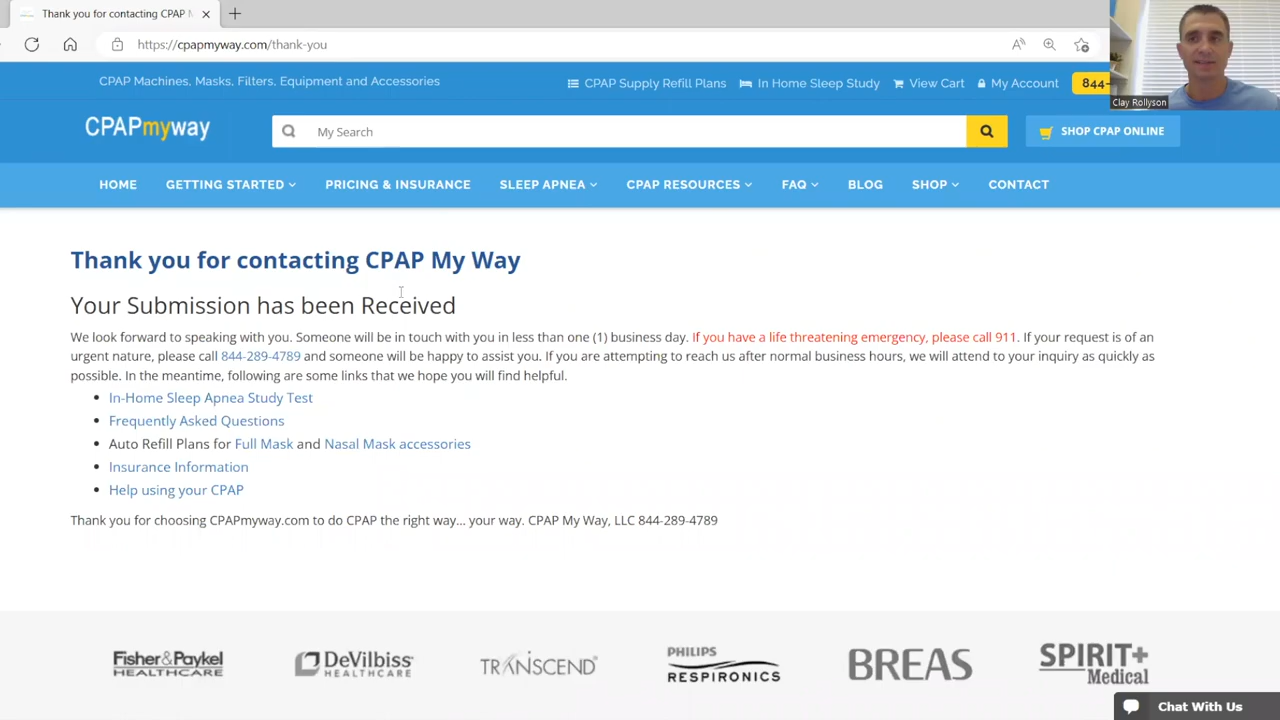 Thank you for contacting CPAP M
https://cpapmyway.com/thank-you
CPAP Machines, Masks, Filters, Equipment and Accessories
CPAP Supply Refill Plans
In Home Sleep Study
View Cart
My Account
844-
Clay Rollyson
CPAPmyway
My Search
SHOP CPAP ONLINE
HOME
GETTING STARTED
PRICING & INSURANCE
SLEEP APNEA
CPAP RESOURCES
FAQ
BLOG
SHOP
CONTACT
Thank you for contacting CPAP My Way
Your Submission has been Received
We look forward to speaking with you. Someone will be in touch with you in less than one (1) business day. If you have a life threatening emergency, please call 911. If your request is of an
urgent nature, please call 844-289-4789 and someone will be happy to assist you. If you are attempting to reach us after normal business hours, we will attend to your inquiry as quickly as
possible. In the meantime, following are some links that we hope you will find helpful.
In-Home Sleep Apnea Study Test
Frequently Asked Questions
Auto Refill Plans for Full Mask and Nasal Mask accessories
Insurance Information
Help using your CPAP
Thank you for choosing CPAPmyway.com to do CPAP the right way... your way. CPAP My Way, LLC 844-289-4789
Fisher & Paykel
HEALTHCARE
DeVilbiss
HEALTHCARE
TRANSCEND
PHILIPS
RESPIRONICS
BREAS
SPIRIT+
Medical
Chat With Us